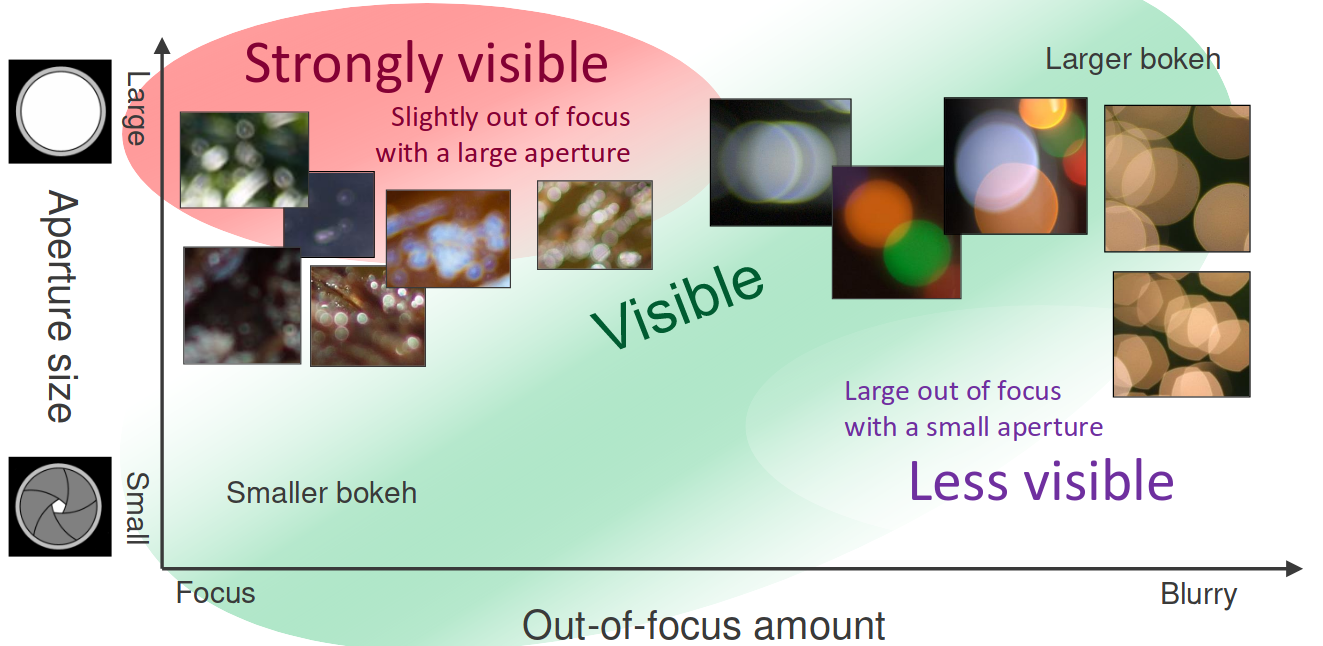 Strongly visible
Larger bokeh
Large
Slightly out of focus
with a large aperture
Aperture size
Visible
Large out of focus
with a small aperture
Less visible
Small
Smaller bokeh
Focus
Blurry
Out-of-focus amount